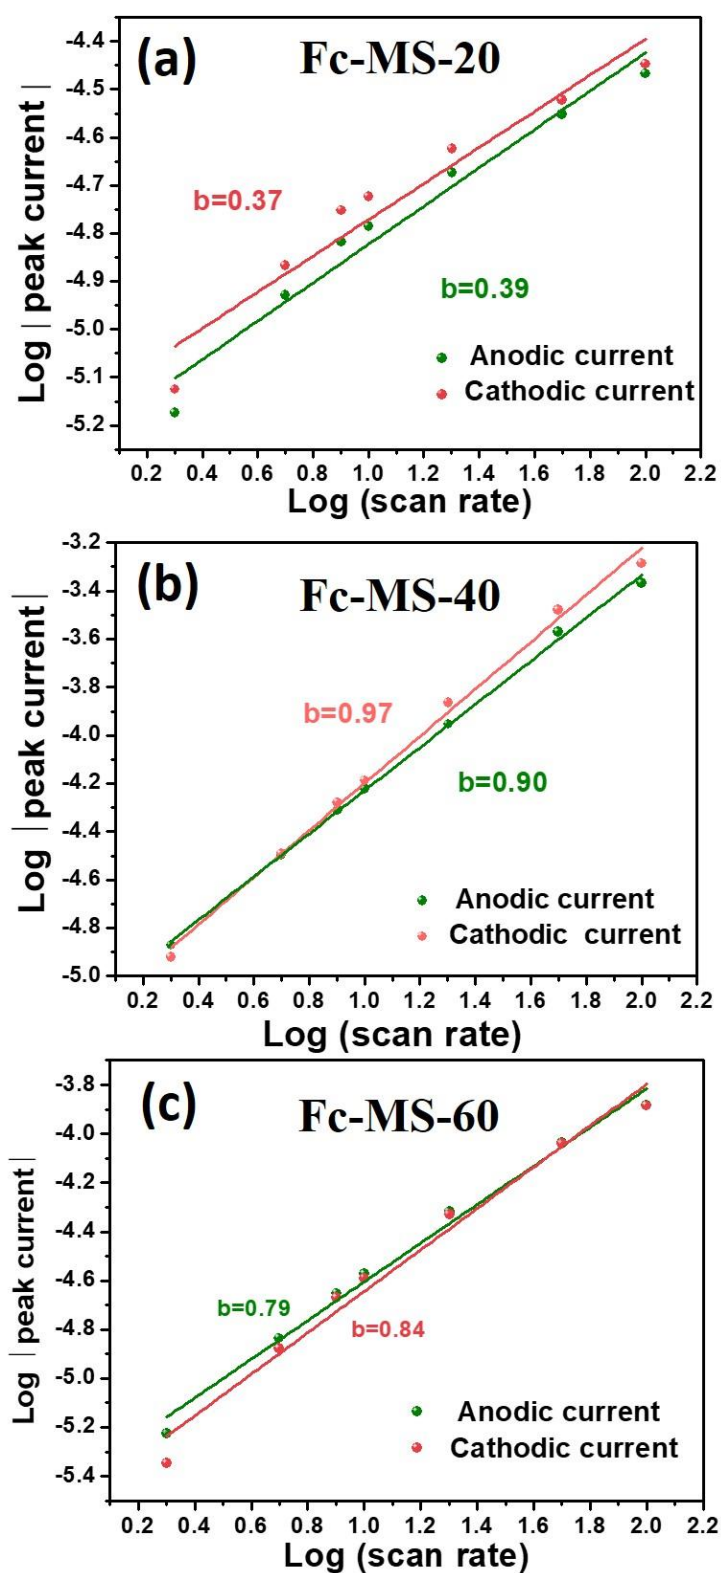 (a) Fc-MS-20
Log | peak current|
-4.4
-4.5
-4.6
-4.7
-4.8
-4.9
-5.0
-5.1
-5.2
b=0.37
b=0.39
Anodic current
Cathodic current
0.2 0.4 0.6 0.8 1.0 1.2 1.4 1.6 1.8 2.0 2.2
Log (scan rate)
(b) Fc-MS-40
Log |peak current|
-3.2
-3.4
-3.6
-3.8
-4.0
-4.2
-4.4
-4.6
-4.8
-5.0
b=0.97
b=0.90
Anodic current
Cathodic current
0.2 0.4 0.6 0.8 1.0 1.2 1.4 1.6 1.8 2.0 2.2
Log (scan rate)
(c) Fc-MS-60
Log |peak current|
-3.8
-4.0
-4.2
-4.4
-4.6
-4.8
-5.0
-5.2
-5.4
b=0.79
b=0.84
Anodic current
Cathodic current
0.2 0.4 0.6 0.8 1.0 1.2 1.4 1.6 1.8 2.0 2.2
Log (scan rate)